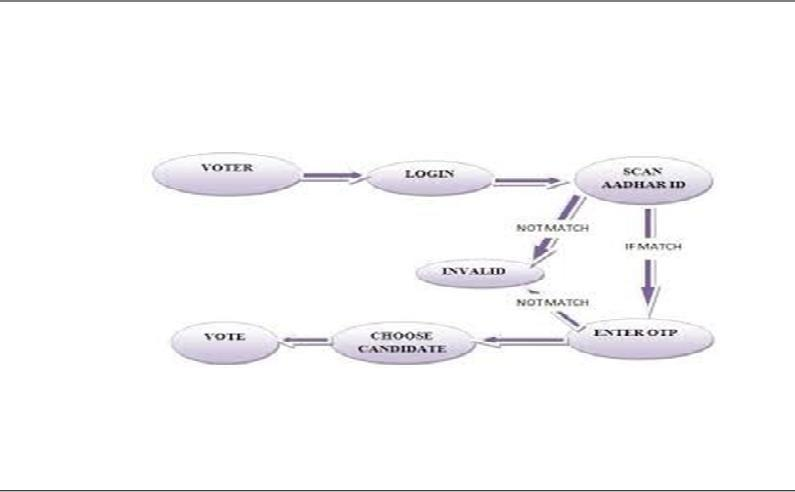 VOTER
LOGIN
SCAN
AADHAR ID
NOT MATCH
IF MATCH
INVALID
NOT MATCH
ENTER OTP
CHOOSE
CANDIDATE
VOTE